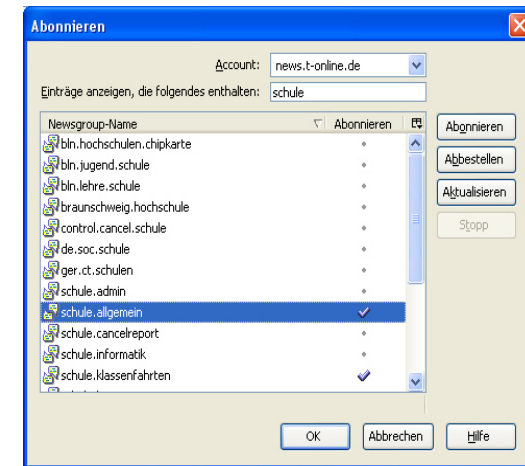 Abonnieren
Account: news.t-online.de
Einträge anzeigen, die folgendes enthalten: schule
Newsgroup-Name Abonnieren
bln.hochschulen.chipkarte
bln.jugend.schule
bln.lehre.schule
braunschweig.hochschule
control.cancel.schule
de.soc.schule
ger.ct.schulen
schule.admin
schule.allgemein
schule.cancelreport
schule.informatik
schule.klassenfahrten
Abonnieren
Abbestellen
Aktualisieren
Stopp
OK Abbrechen Hilfe